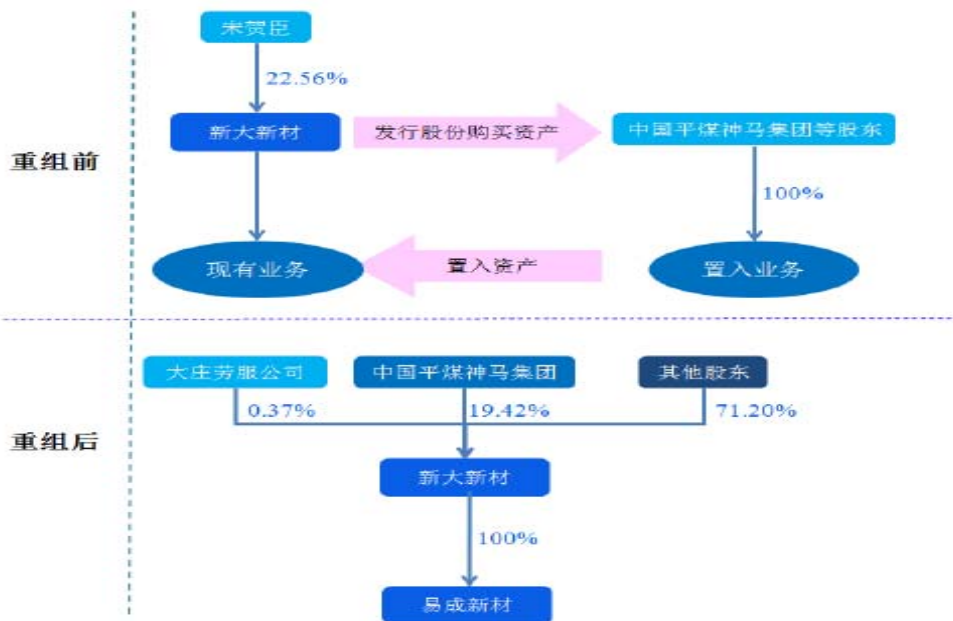 宋贺臣
22.56%
新大新材
发行股份购买资产
中国平煤神马集团等股东
重组前
100%
现有业务
置入资产
置入业务
大庄劳服公司
中国平煤神马集团
其他股东
0.37%
19.42%
71.20%
重组后
新大新材
100%
易成新材